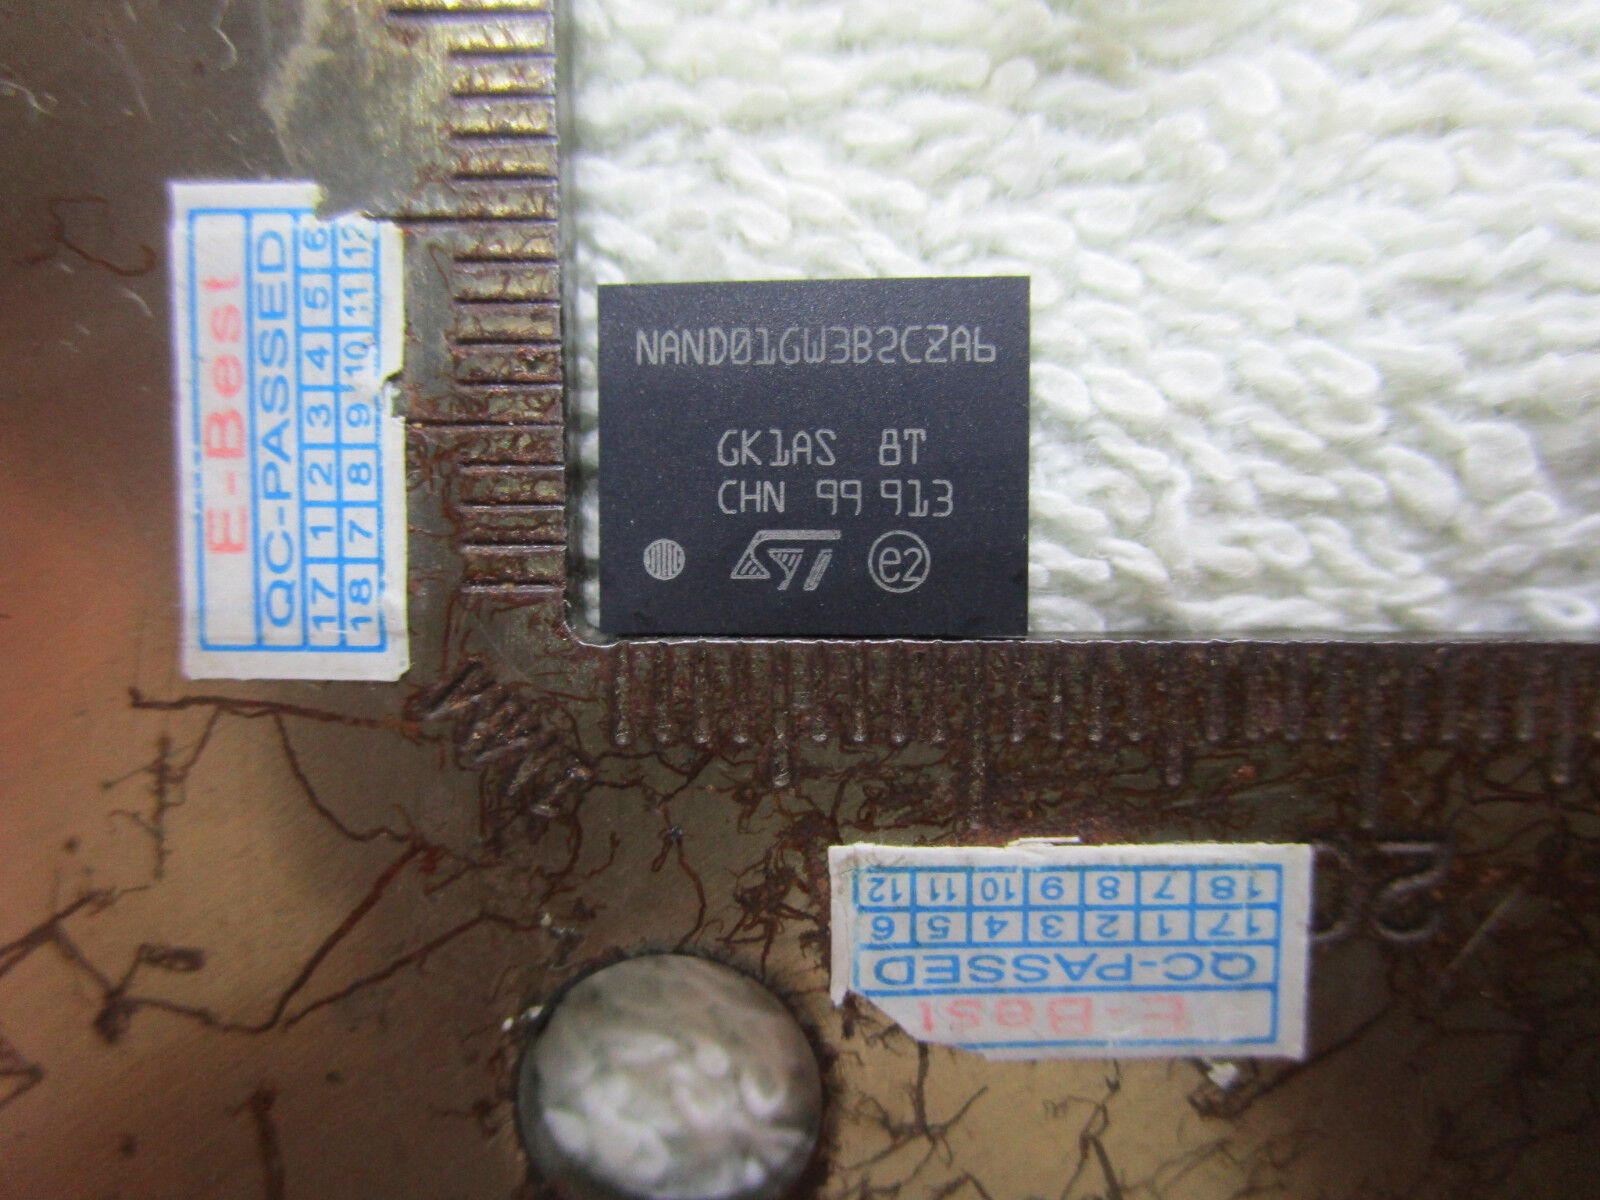 NAND01GW3B2CZA6
GK1AS 8T
CHN 99 913
ST
e2
E-Best
QC-PASSED
17 1 2 3 4 5 6
18 7 8 9 10 11 12
E-Best
QC-PASSED
17 1 2 3 4 5 6
18 7 8 9 10 11 12